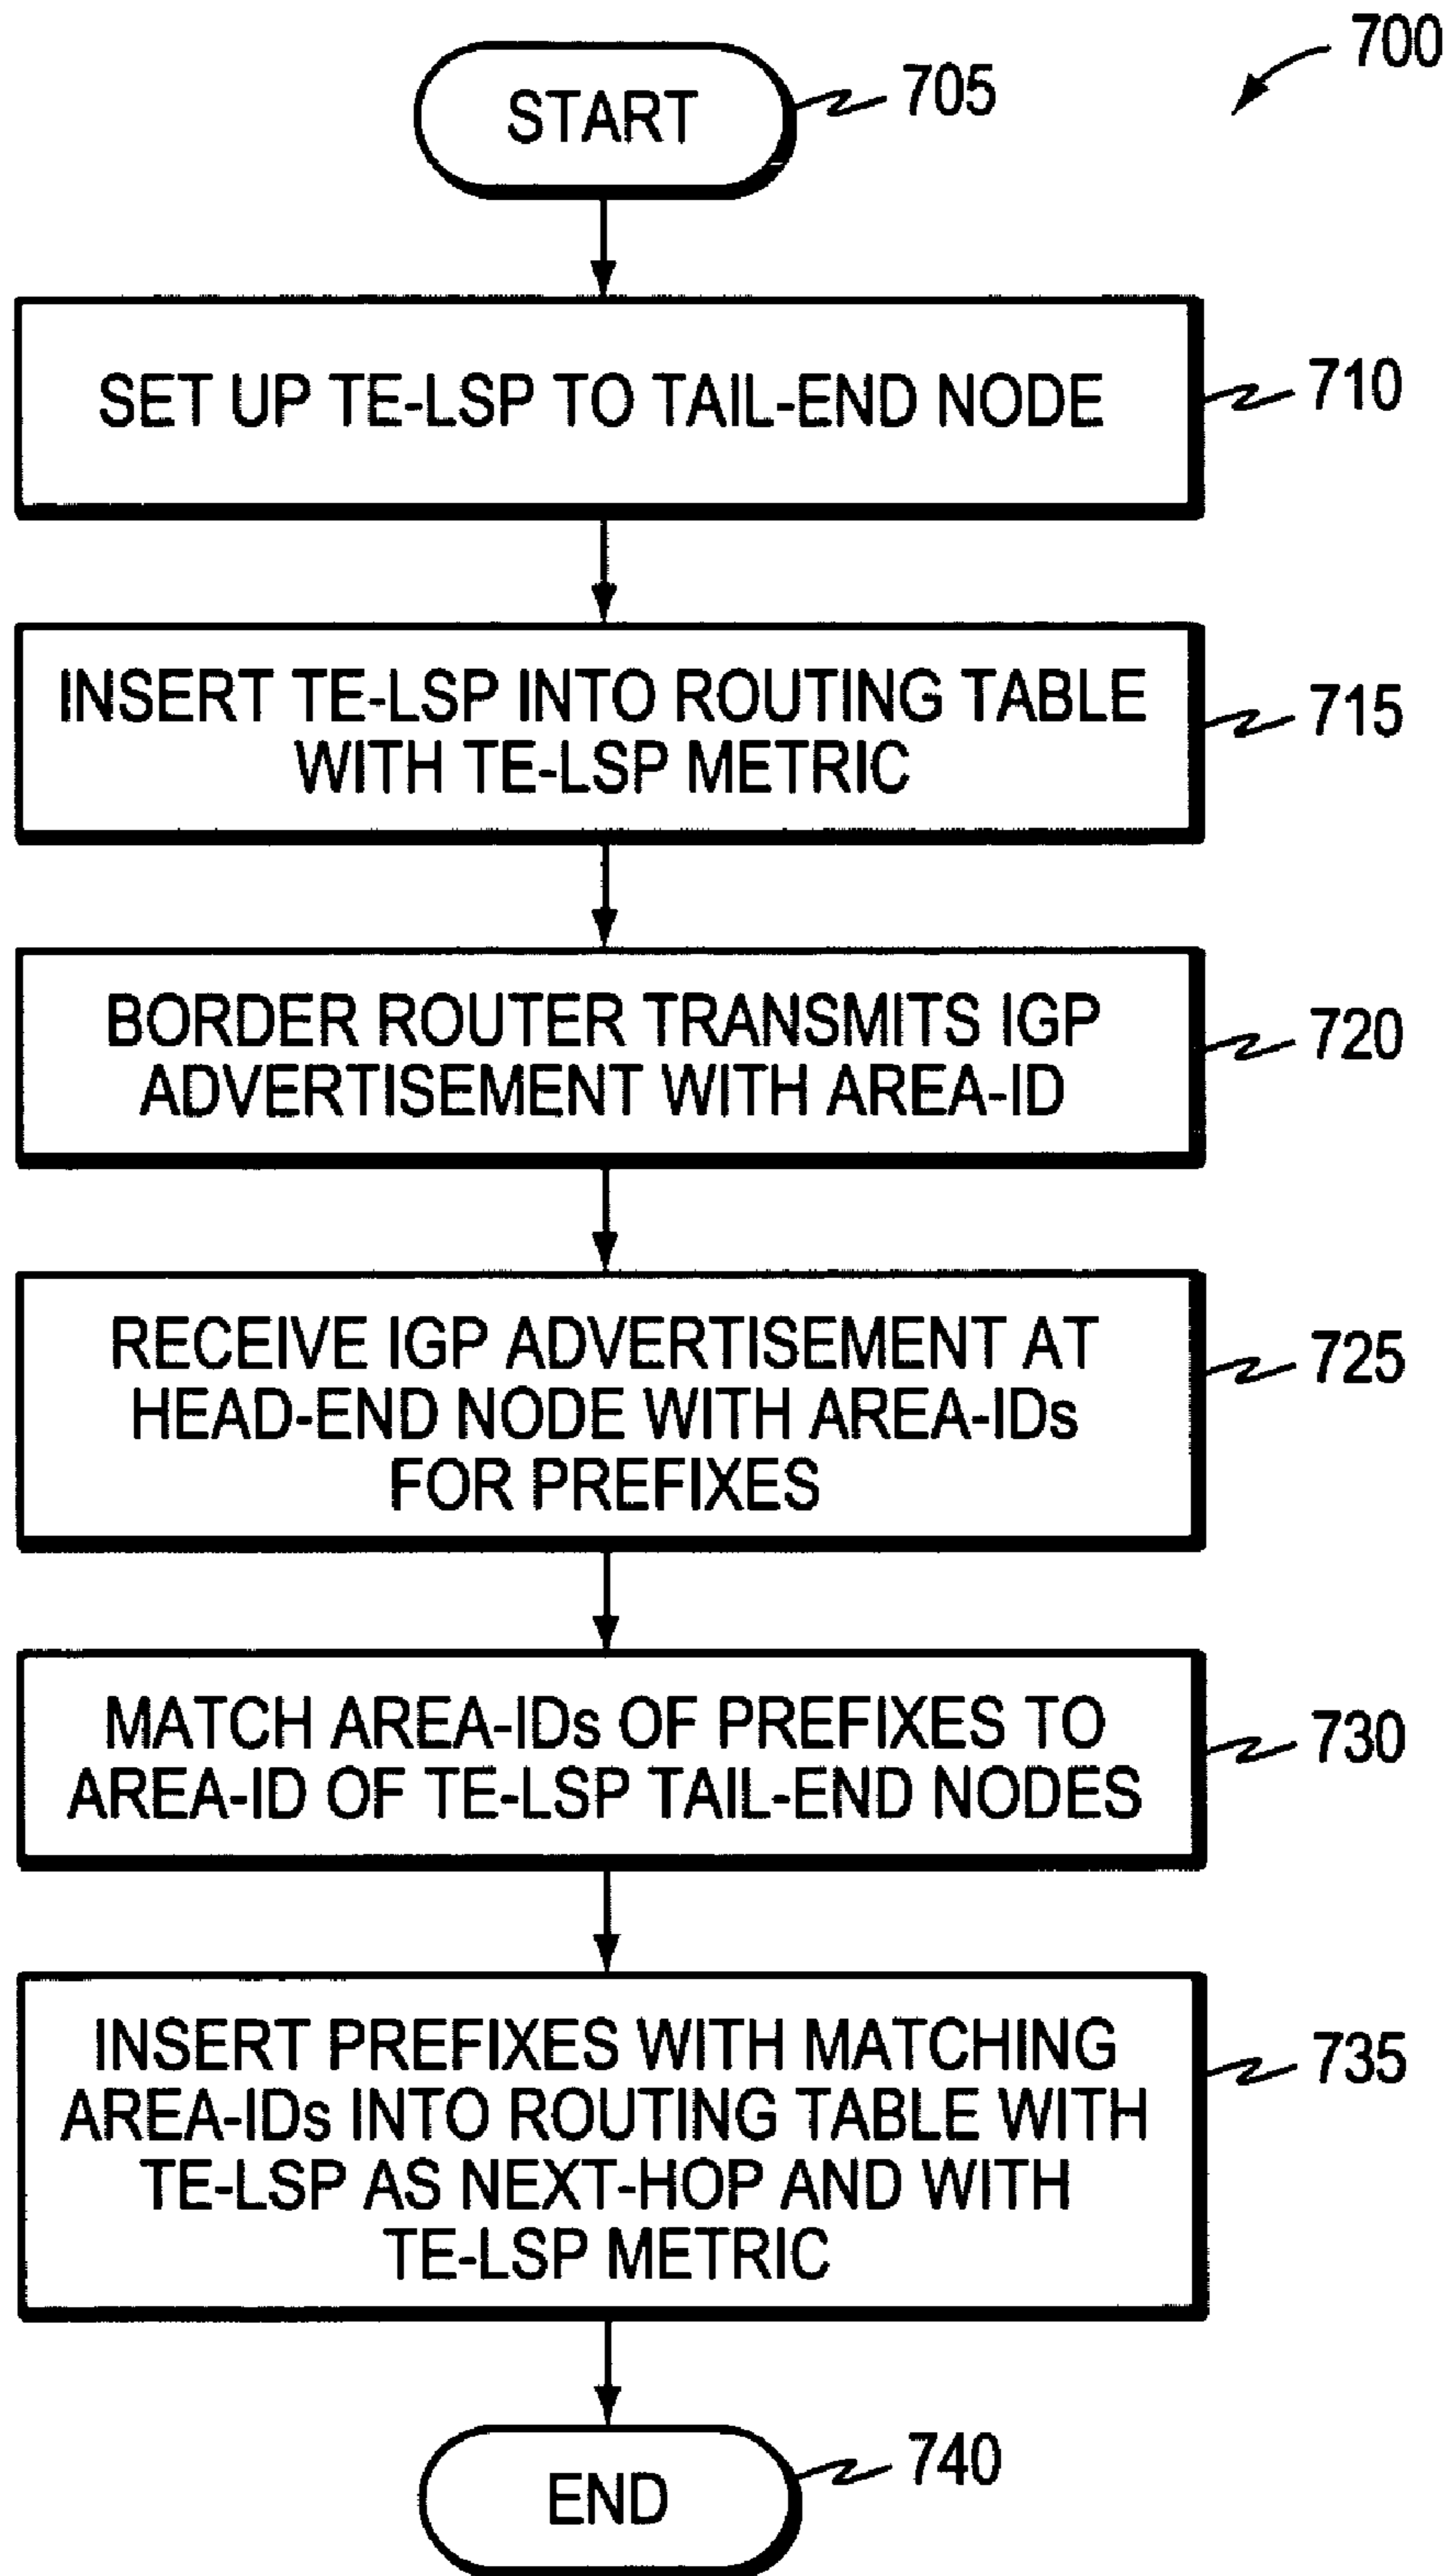 700
START
705
SET UP TE-LSP TO TAIL-END NODE
710
INSERT TE-LSP INTO ROUTING TABLE
WITH TE-LSP METRIC
715
BORDER ROUTER TRANSMITS IGP
ADVERTISEMENT WITH AREA-ID
720
RECEIVE IGP ADVERTISEMENT AT
HEAD-END NODE WITH AREA-IDs
FOR PREFIXES
725
MATCH AREA-IDs OF PREFIXES TO
AREA-ID OF TE-LSP TAIL-END NODES
730
INSERT PREFIXES WITH MATCHING
AREA-IDs INTO ROUTING TABLE WITH
TE-LSP AS NEXT-HOP AND WITH
TE-LSP METRIC
735
END
740